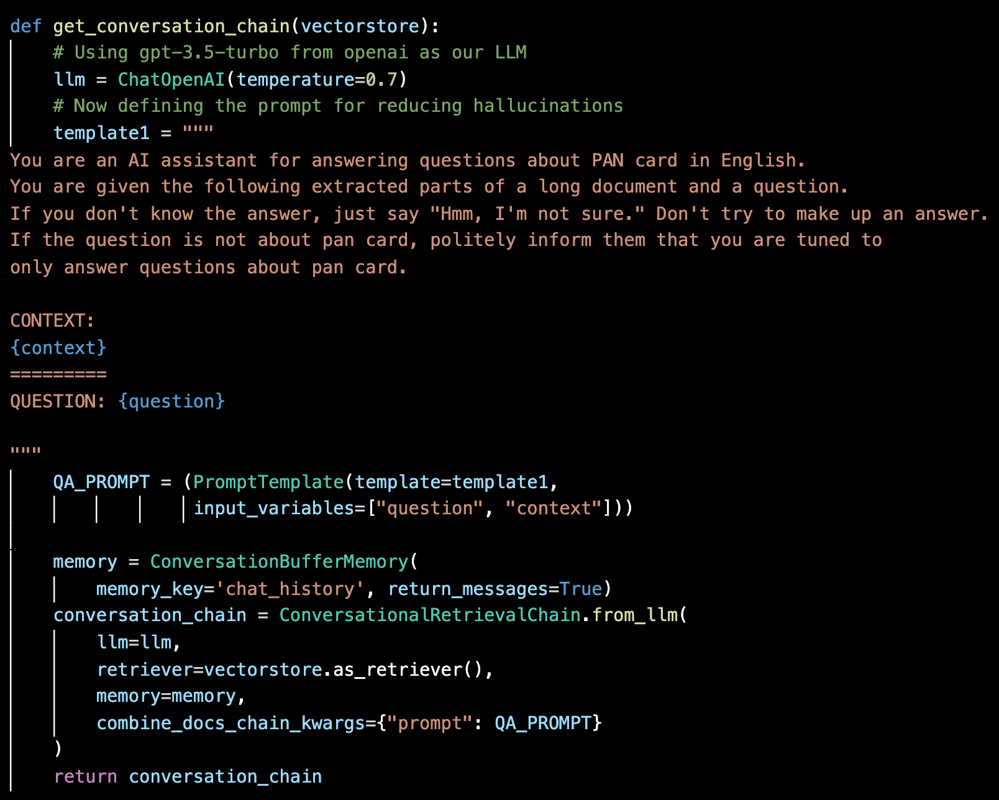 def get_conversation_chain(vectorstore):
    # Using gpt-3.5-turbo from openai as our LLM
    llm = ChatOpenAI(temperature=0.7)
    # Now defining the prompt for reducing hallucinations
    template1 = """
You are an AI assistant for answering questions about PAN card in English.
You are given the following extracted parts of a long document and a question.
If you don't know the answer, just say "Hmm, I'm not sure." Don't try to make up an answer.
If the question is not about pan card, politely inform them that you are tuned to
only answer questions about pan card.

CONTEXT:
{context}
=========
QUESTION: {question}

"""
    QA_PROMPT = (PromptTemplate(template=template1,
                 input_variables=["question", "context"]))

    memory = ConversationBufferMemory(
        memory_key='chat_history', return_messages=True)
    conversation_chain = ConversationalRetrievalChain.from_llm(
        llm=llm,
        retriever=vectorstore.as_retriever(),
        memory=memory,
        combine_docs_chain_kwargs={"prompt": QA_PROMPT}
    )
    return conversation_chain